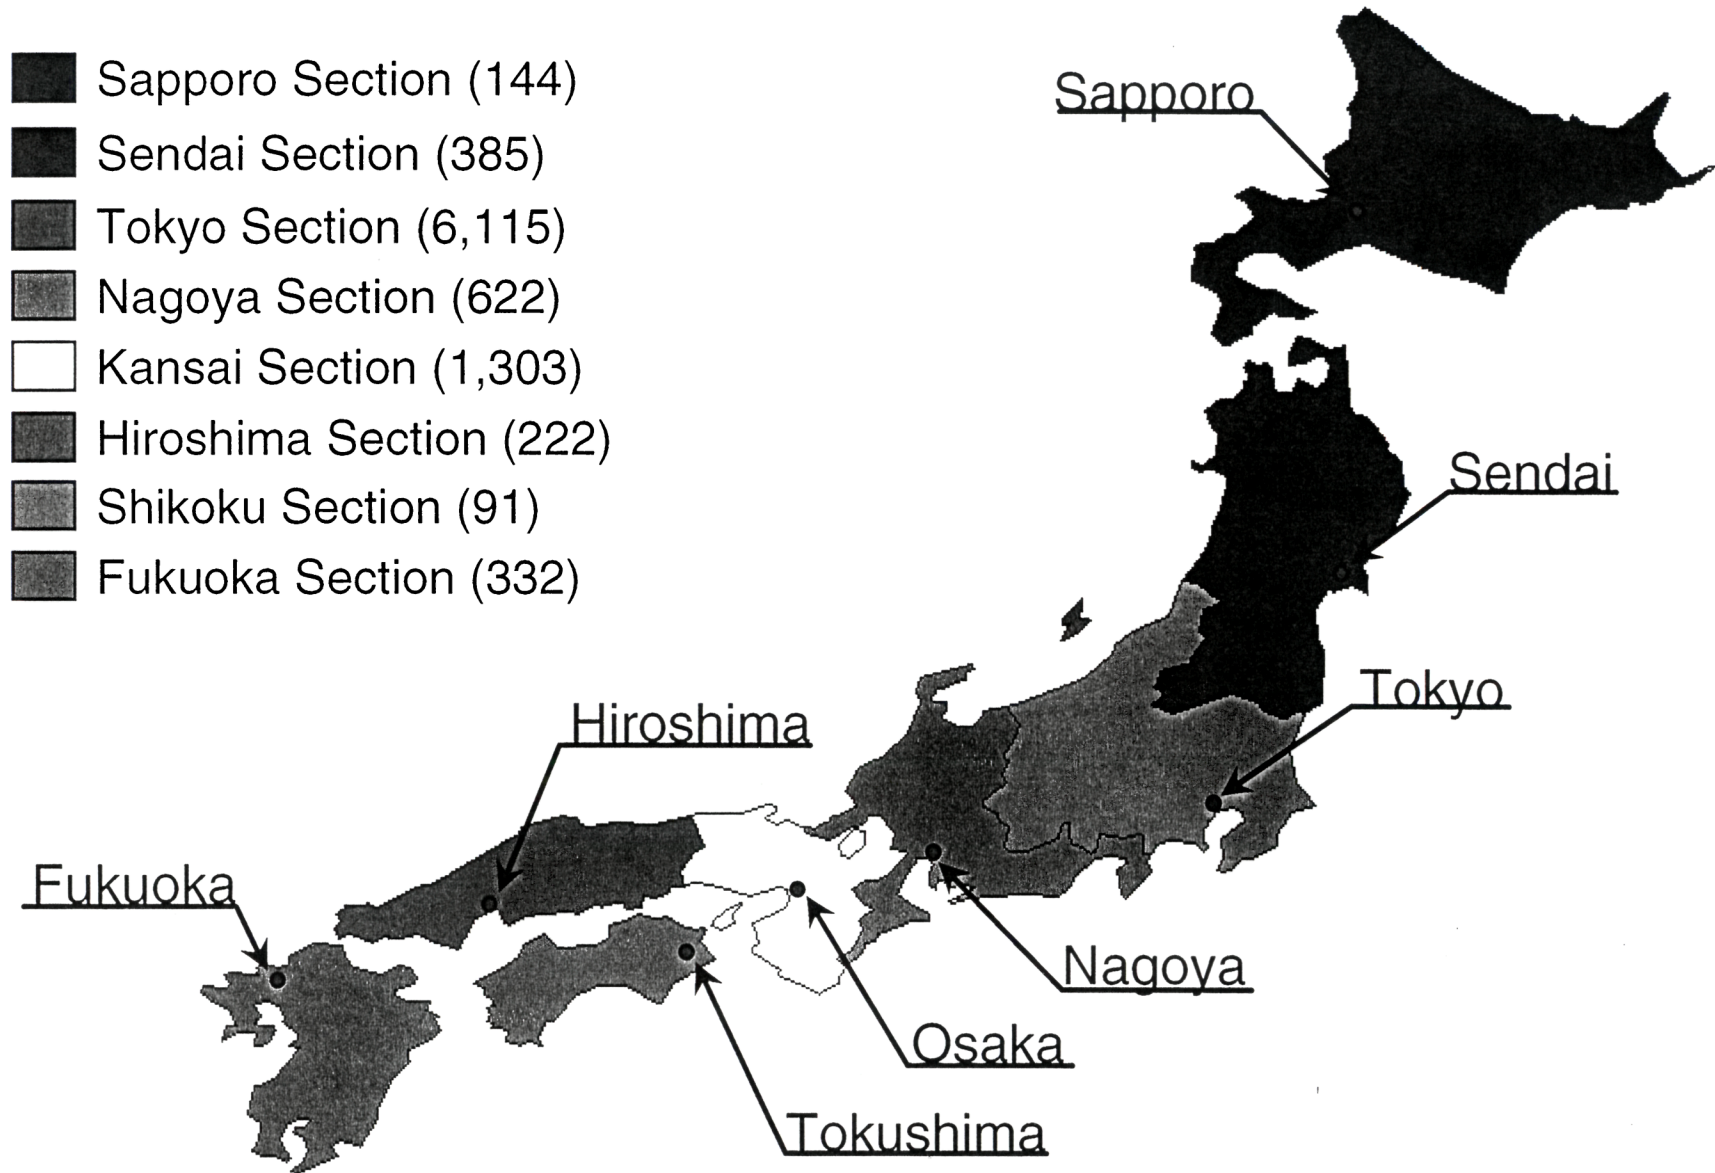 Sapporo Section (144)
Sendai Section (385)
Tokyo Section (6,115)
Nagoya Section (622)
Kansai Section (1,303)
Hiroshima Section (222)
Shikoku Section (91)
Fukuoka Section (332)
Sapporo
Sendai
Tokyo
Hiroshima
Fukuoka
Nagoya
Osaka
Tokushima